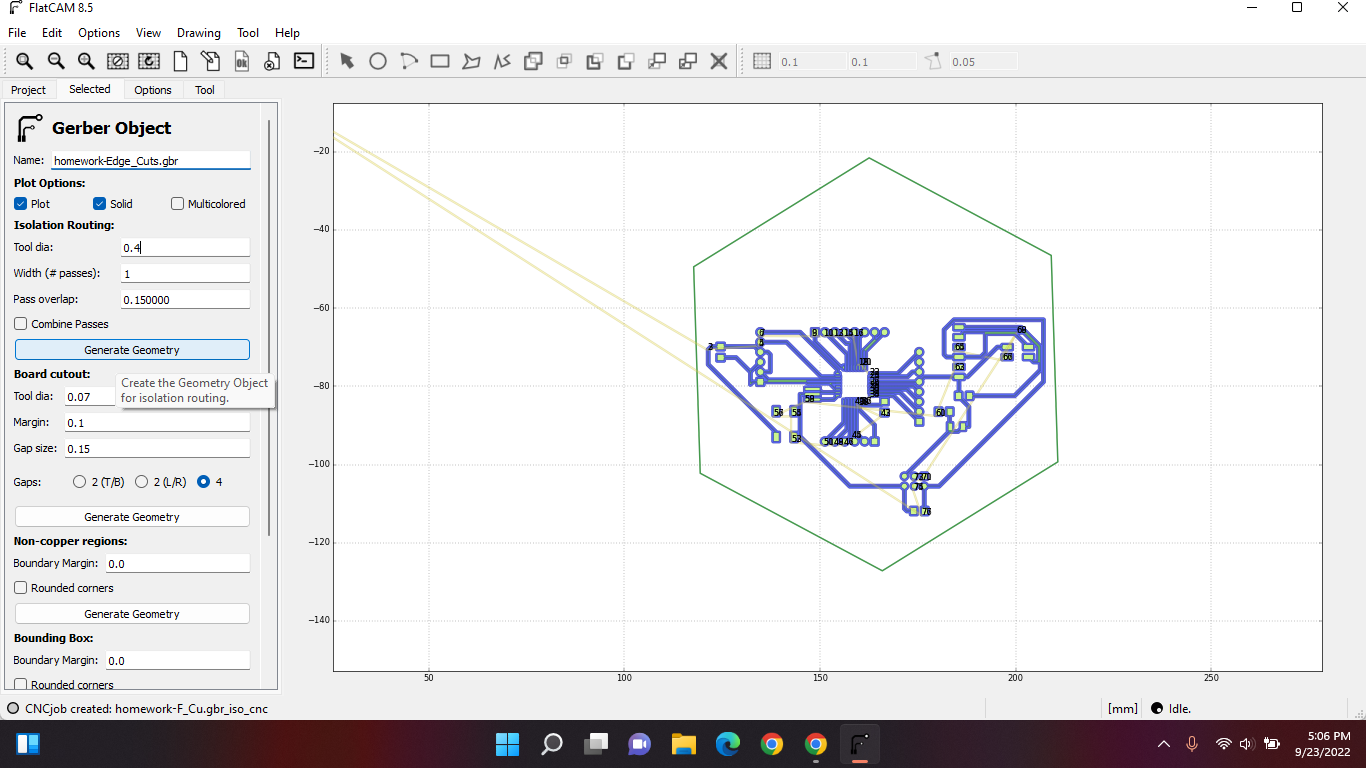 FlatCAM 8.5
File Edit Options View Drawing Tool Help
0.1 0.1 0.05
Project Selected Options Tool
Gerber Object
Name: homework-Edge_Cuts.gbr
Plot Options:
Plot Solid Multicolored
Isolation Routing:
Tool dia: 0.4
Width (# passes): 1
Pass overlap: 0.150000
Combine Passes
Generate Geometry
Board cutout:
Create the Geometry Object
for isolation routing.
Tool dia: 0.07
Margin: 0.1
Gap size: 0.15
Gaps: 2 (T/B) 2 (L/R) 4
Generate Geometry
Non-copper regions:
Boundary Margin: 0.0
Rounded corners
Generate Geometry
Bounding Box:
Boundary Margin: 0.0
Rounded corners
−20
−40
−60
−80
−100
−120
−140
50 100 150 200 250
CNCjob created: homework-F_Cu.gbr_iso_cnc
[mm] Idle.
5:06 PM
9/23/2022